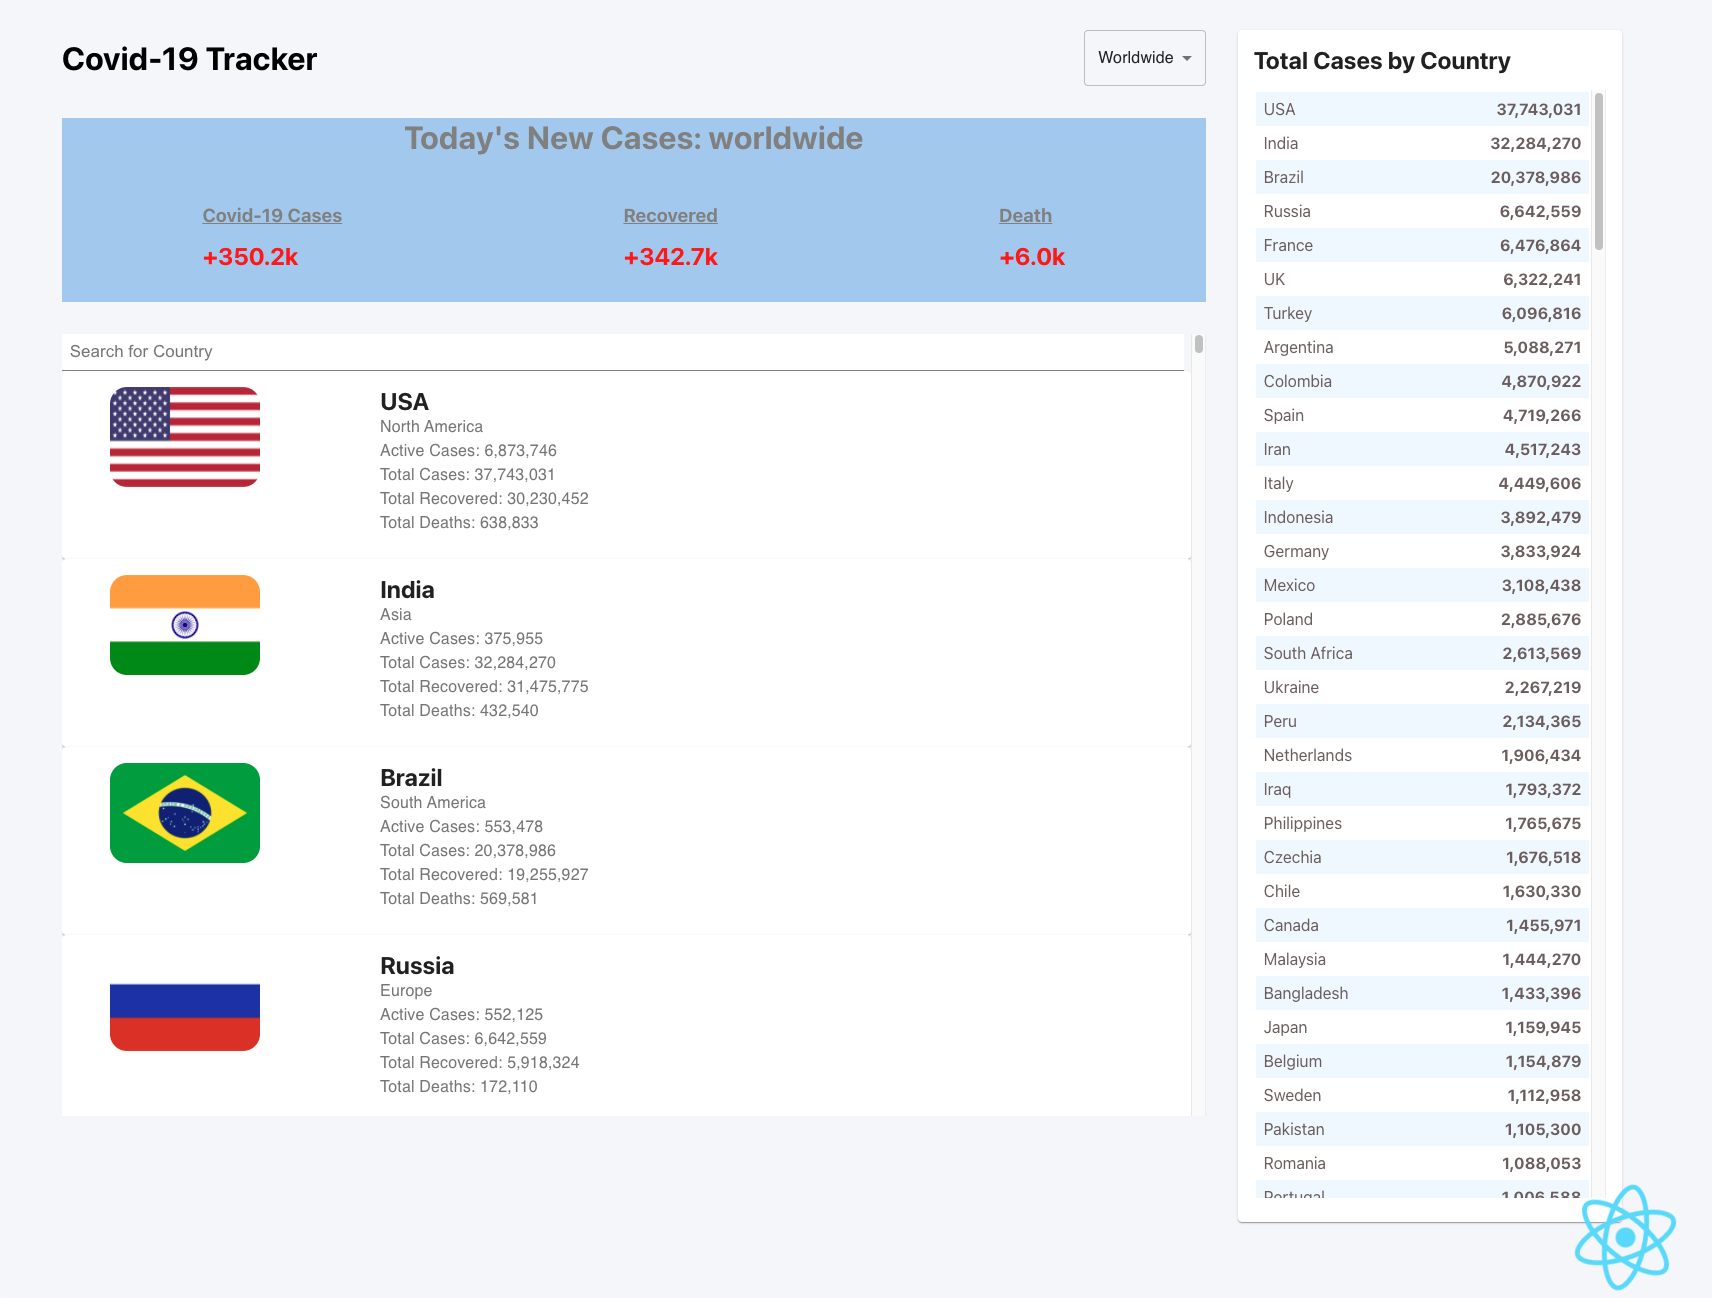 Covid-19 Tracker
Worldwide
Today's New Cases: worldwide
Covid-19 Cases Recovered Death
+350.2k +342.7k +6.0k
Search for Country
USA
North America
Active Cases: 6,873,746
Total Cases: 37,743,031
Total Recovered: 30,230,452
Total Deaths: 638,833
India
Asia
Active Cases: 375,955
Total Cases: 32,284,270
Total Recovered: 31,475,775
Total Deaths: 432,540
Brazil
South America
Active Cases: 553,478
Total Cases: 20,378,986
Total Recovered: 19,255,927
Total Deaths: 569,581
Russia
Europe
Active Cases: 552,125
Total Cases: 6,642,559
Total Recovered: 5,918,324
Total Deaths: 172,110
Total Cases by Country
USA 37,743,031
India 32,284,270
Brazil 20,378,986
Russia 6,642,559
France 6,476,864
UK 6,322,241
Turkey 6,096,816
Argentina 5,088,271
Colombia 4,870,922
Spain 4,719,266
Iran 4,517,243
Italy 4,449,606
Indonesia 3,892,479
Germany 3,833,924
Mexico 3,108,438
Poland 2,885,676
South Africa 2,613,569
Ukraine 2,267,219
Peru 2,134,365
Netherlands 1,906,434
Iraq 1,793,372
Philippines 1,765,675
Czechia 1,676,518
Chile 1,630,330
Canada 1,455,971
Malaysia 1,444,270
Bangladesh 1,433,396
Japan 1,159,945
Belgium 1,154,879
Sweden 1,112,958
Pakistan 1,105,300
Romania 1,088,053
Portugal 1,006,588